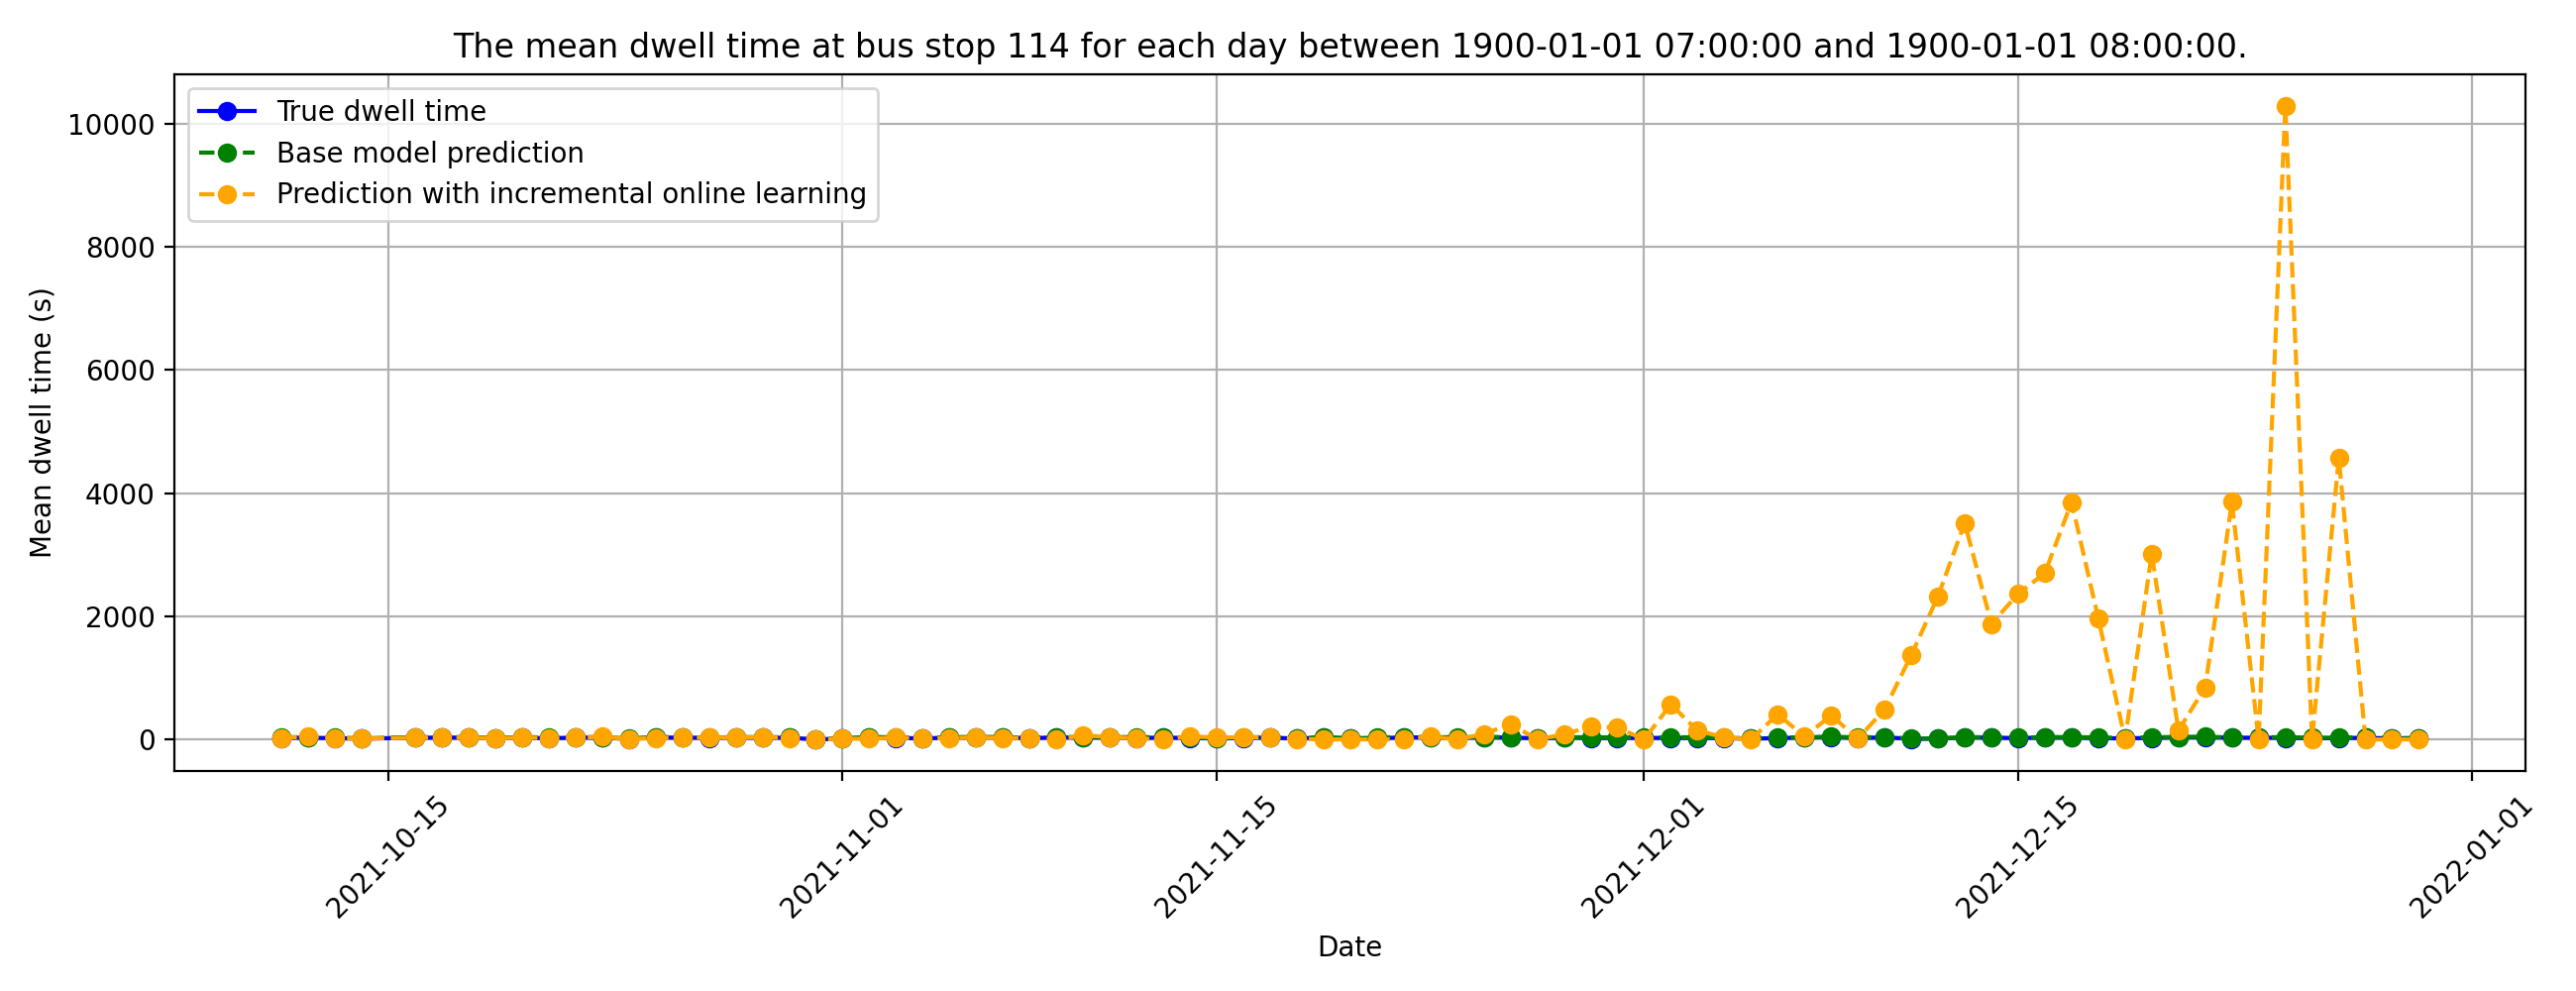 The mean dwell time at bus stop 114 for each day between 1900-01-01 07:00:00 and 1900-01-01 08:00:00.
True dwell time
Base model prediction
Prediction with incremental online learning
Mean dwell time (s)
10000
8000
6000
4000
2000
0
2021-10-15
2021-11-01
2021-11-15
2021-12-01
2021-12-15
2022-01-01
Date